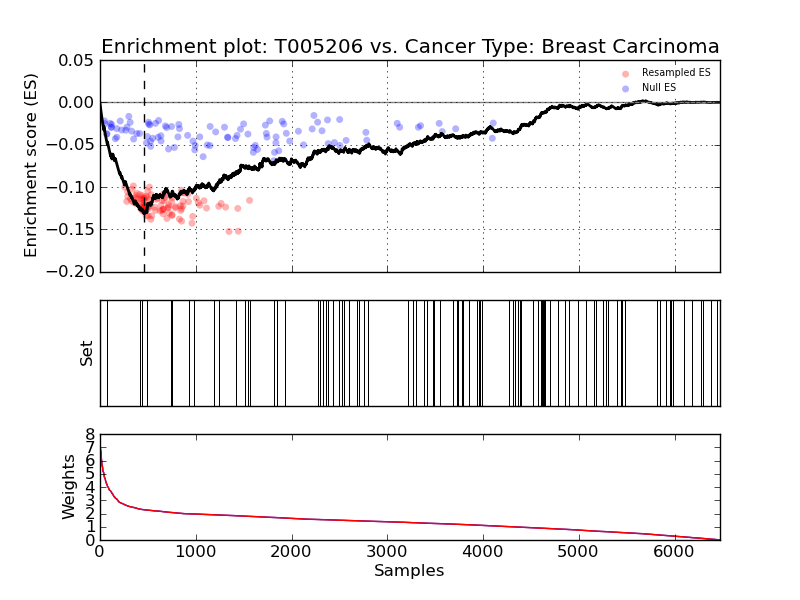 Enrichment plot: T005206 vs. Cancer Type: Breast Carcinoma
Enrichment score (ES)
0.05
0.00
−0.05
−0.10
−0.15
−0.20
Resampled ES
Null ES
Set
Weights
8
7
6
5
4
3
2
1
0
0 1000 2000 3000 4000 5000 6000
Samples